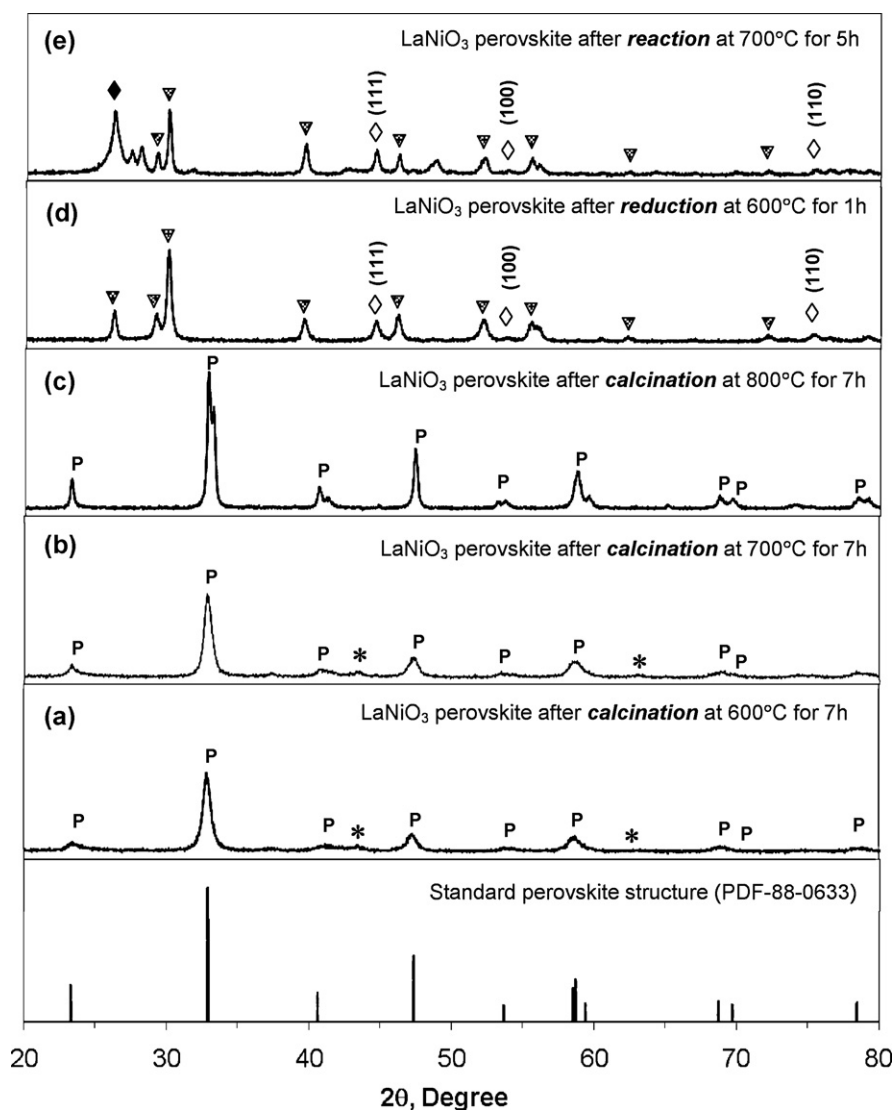 (e)
LaNiO₃ perovskite after reaction at 700°C for 5h
(111)
(100)
(110)
(d)
LaNiO₃ perovskite after reduction at 600°C for 1h
(111)
(100)
(110)
(c)
LaNiO₃ perovskite after calcination at 800°C for 7h
P
P
P
P
P
P
P
P
P
(b)
LaNiO₃ perovskite after calcination at 700°C for 7h
P
P
P
*
P
P
P
*
P
P
(a)
LaNiO₃ perovskite after calcination at 600°C for 7h
P
P
P
*
P
P
P
*
P
P
P
Standard perovskite structure (PDF-88-0633)
20 30 40 50 60 70 80
2θ, Degree